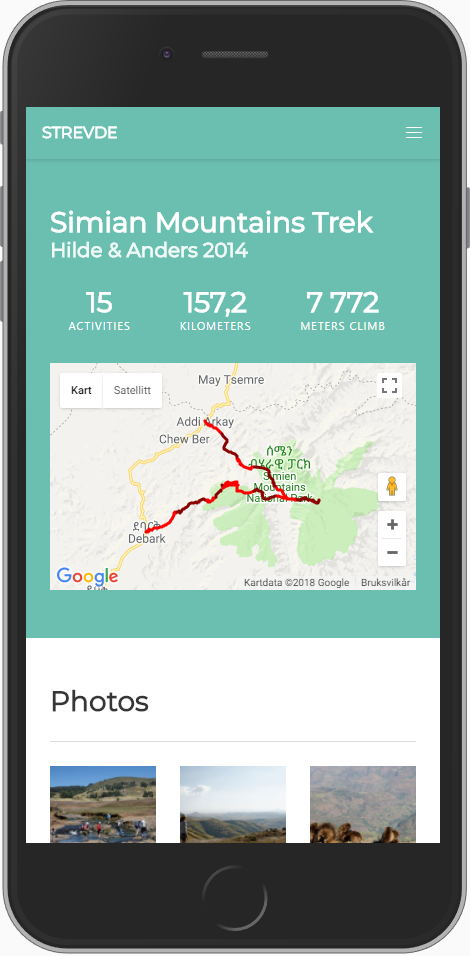 STREVDE
Simian Mountains Trek
Hilde & Anders 2014
15
157,2
7 772
ACTIVITIES
KILOMETERS
METERS CLIMB
Kart
Satellitt
May Tsemre
Addi Arkay
Chew Ber
ሰሜን
በሃራዊ ፓርክ
Simien
Mountains
National Park
ደባርቅ
Debark
Google
Kartdata ©2018 Google
Bruksvilkår
Photos